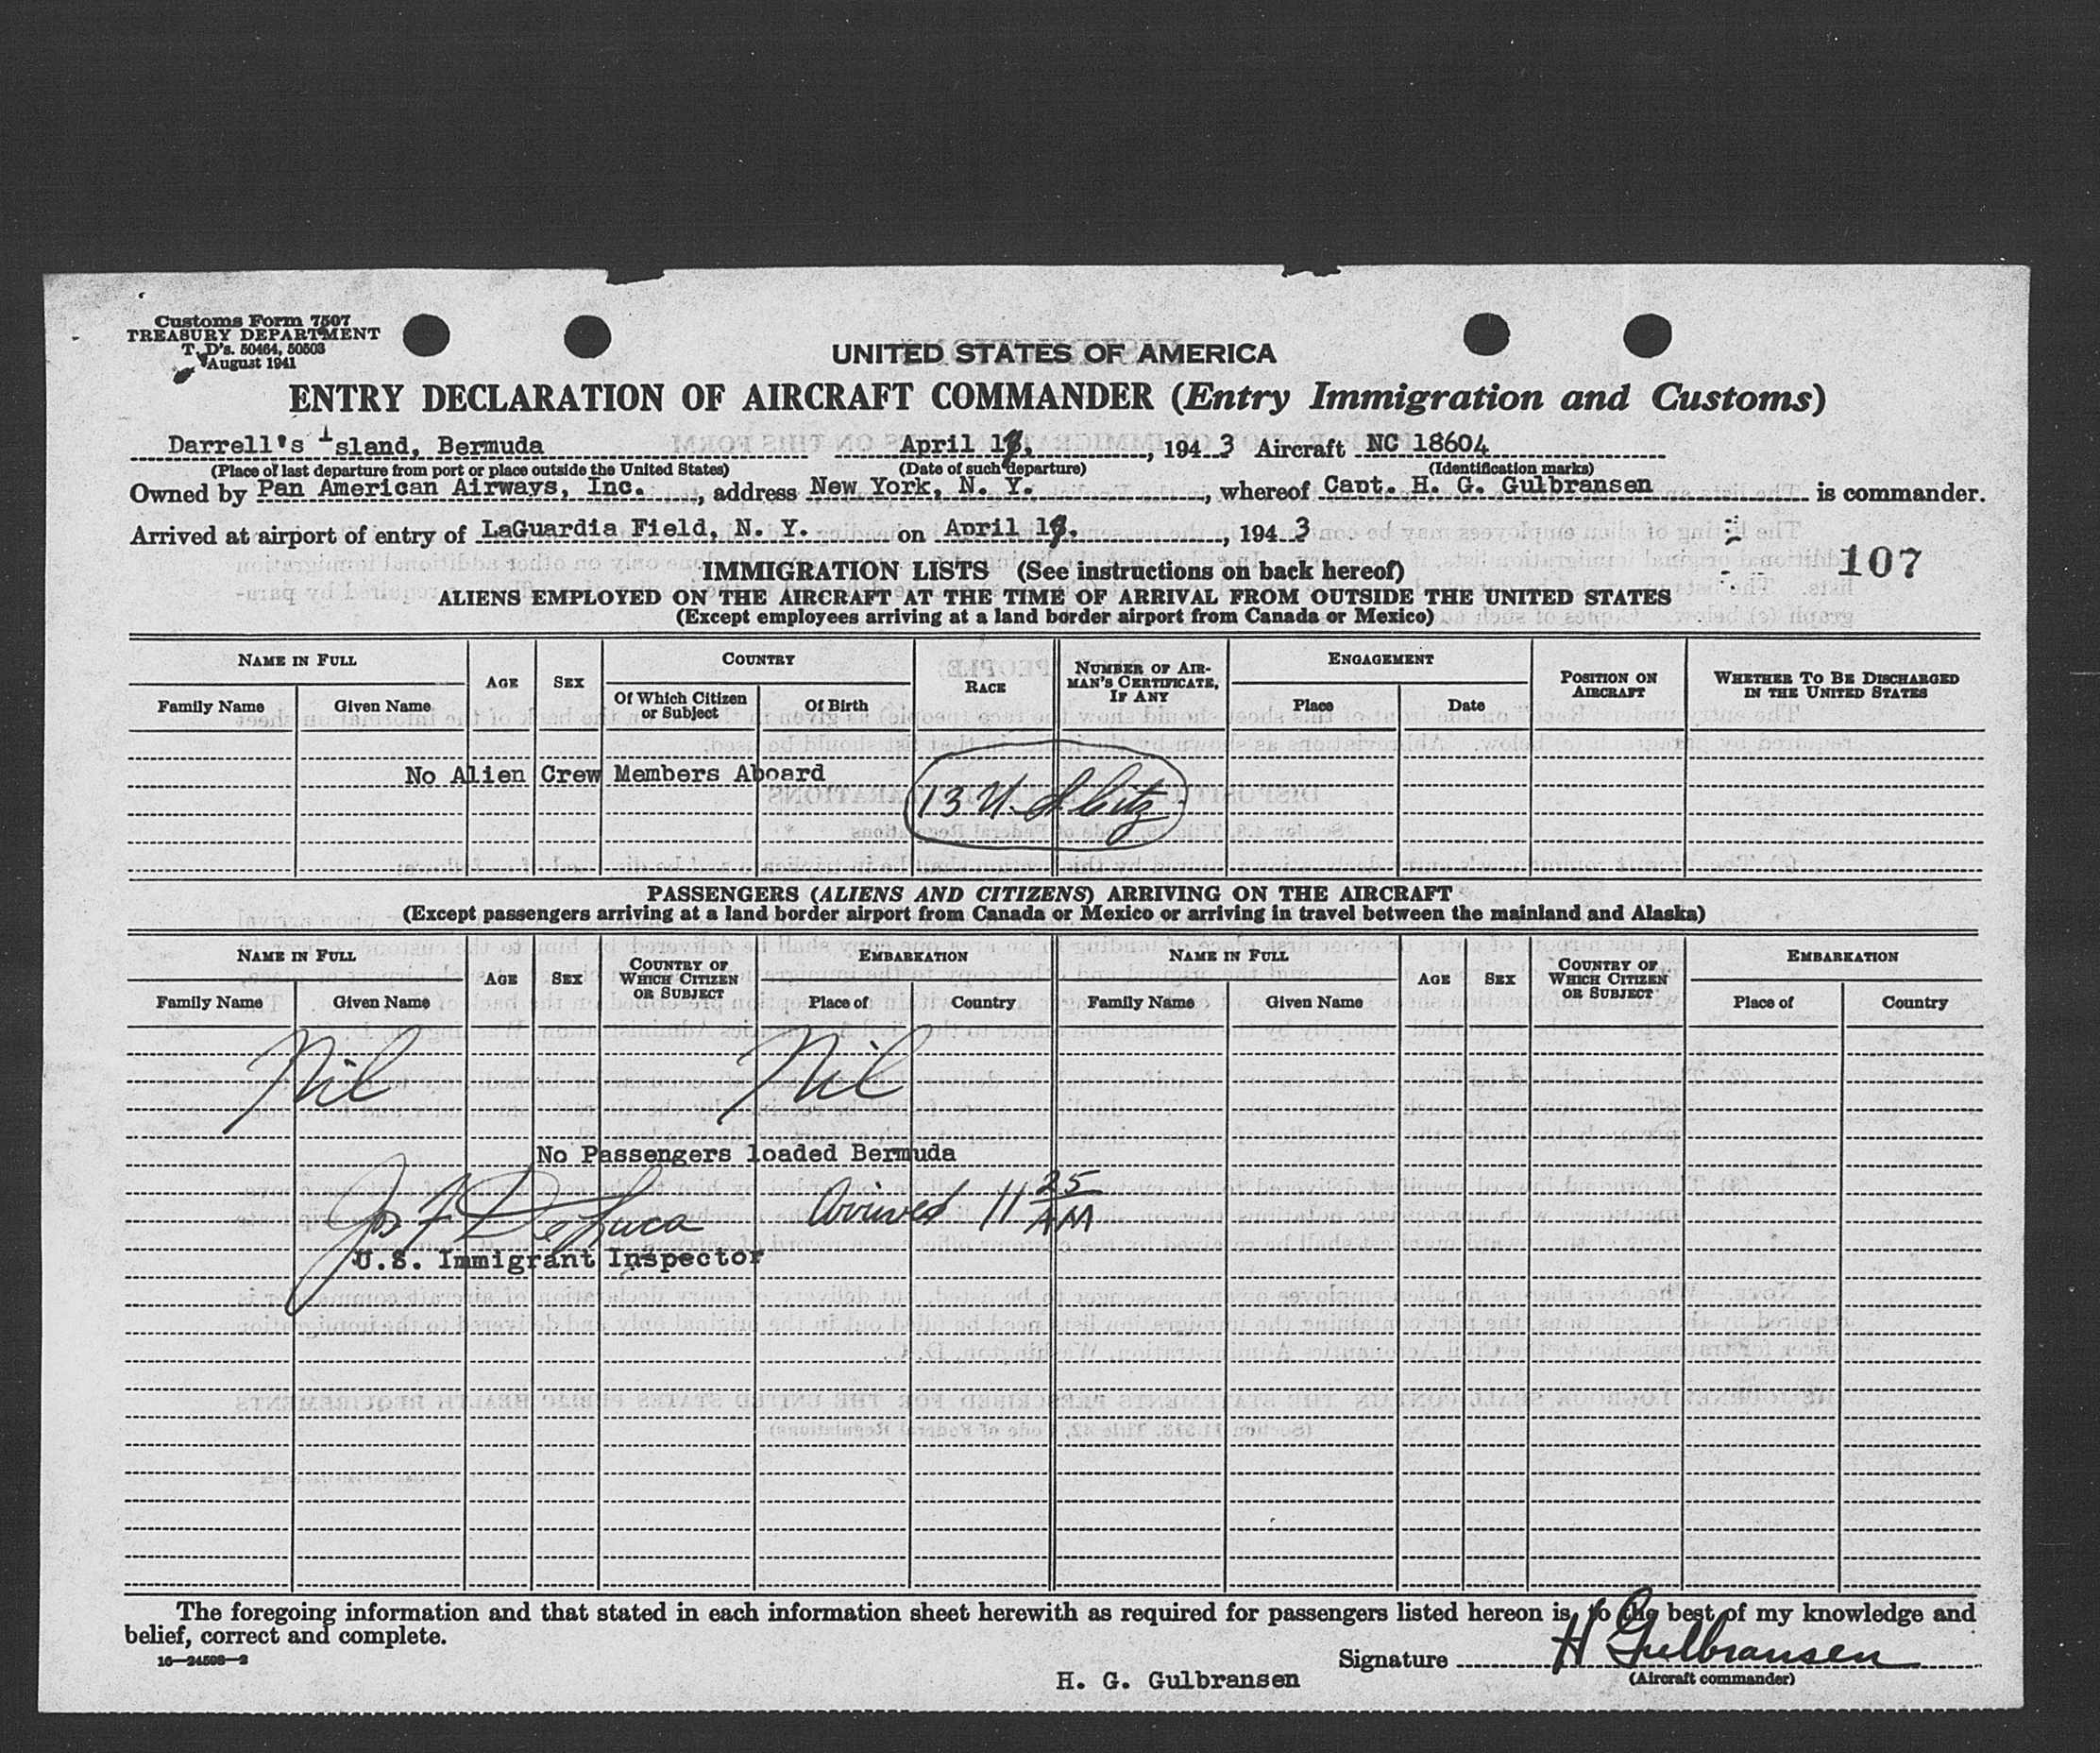 Customs Form 7507
TREASURY DEPARTMENT
T. D's. 50464, 50503
August 1941
UNITED STATES OF AMERICA
ENTRY DECLARATION OF AIRCRAFT COMMANDER (Entry Immigration and Customs)
Darrell's Island, Bermuda April , 1943 Aircraft NC 18604
(Place of last departure from port or place outside the United States) (Date of such departure) (Identification marks)
Owned by Pan American Airways, Inc. , address New York, N. Y. , whereof Capt. H. G. Gulbransen is commander.
Arrived at airport of entry of LaGuardia Field, N. Y. on April , 1943
107
IMMIGRATION LISTS (See instructions on back hereof)
ALIENS EMPLOYED ON THE AIRCRAFT AT THE TIME OF ARRIVAL FROM OUTSIDE THE UNITED STATES
(Except employees arriving at a land border airport from Canada or Mexico)
NAME IN FULL AGE SEX COUNTRY RACE NUMBER OF AIRMAN'S CERTIFICATE, IF ANY ENGAGEMENT POSITION ON AIRCRAFT WHETHER TO BE DISCHARGED IN THE UNITED STATES
Family Name Given Name Of Which Citizen or Subject Of Birth Place Date
No Alien Crew Members Aboard
13 U.S. Citz
PASSENGERS (ALIENS AND CITIZENS) ARRIVING ON THE AIRCRAFT
(Except passengers arriving at a land border airport from Canada or Mexico or arriving in travel between the mainland and Alaska)
NAME IN FULL AGE SEX COUNTRY OF WHICH CITIZEN OR SUBJECT EMBARKATION NAME IN FULL AGE SEX COUNTRY OF WHICH CITIZEN OR SUBJECT EMBARKATION
Family Name Given Name Place of Country Family Name Given Name Place of Country
Nil Nil
No Passengers loaded Bermuda
Jos F DeLuca Arrived 11 25 AM
U.S. Immigrant Inspector
The foregoing information and that stated in each information sheet herewith as required for passengers listed hereon is, to the best of my knowledge and
belief, correct and complete.
16—24598-2
Signature H Gulbransen
H. G. Gulbransen (Aircraft commander)